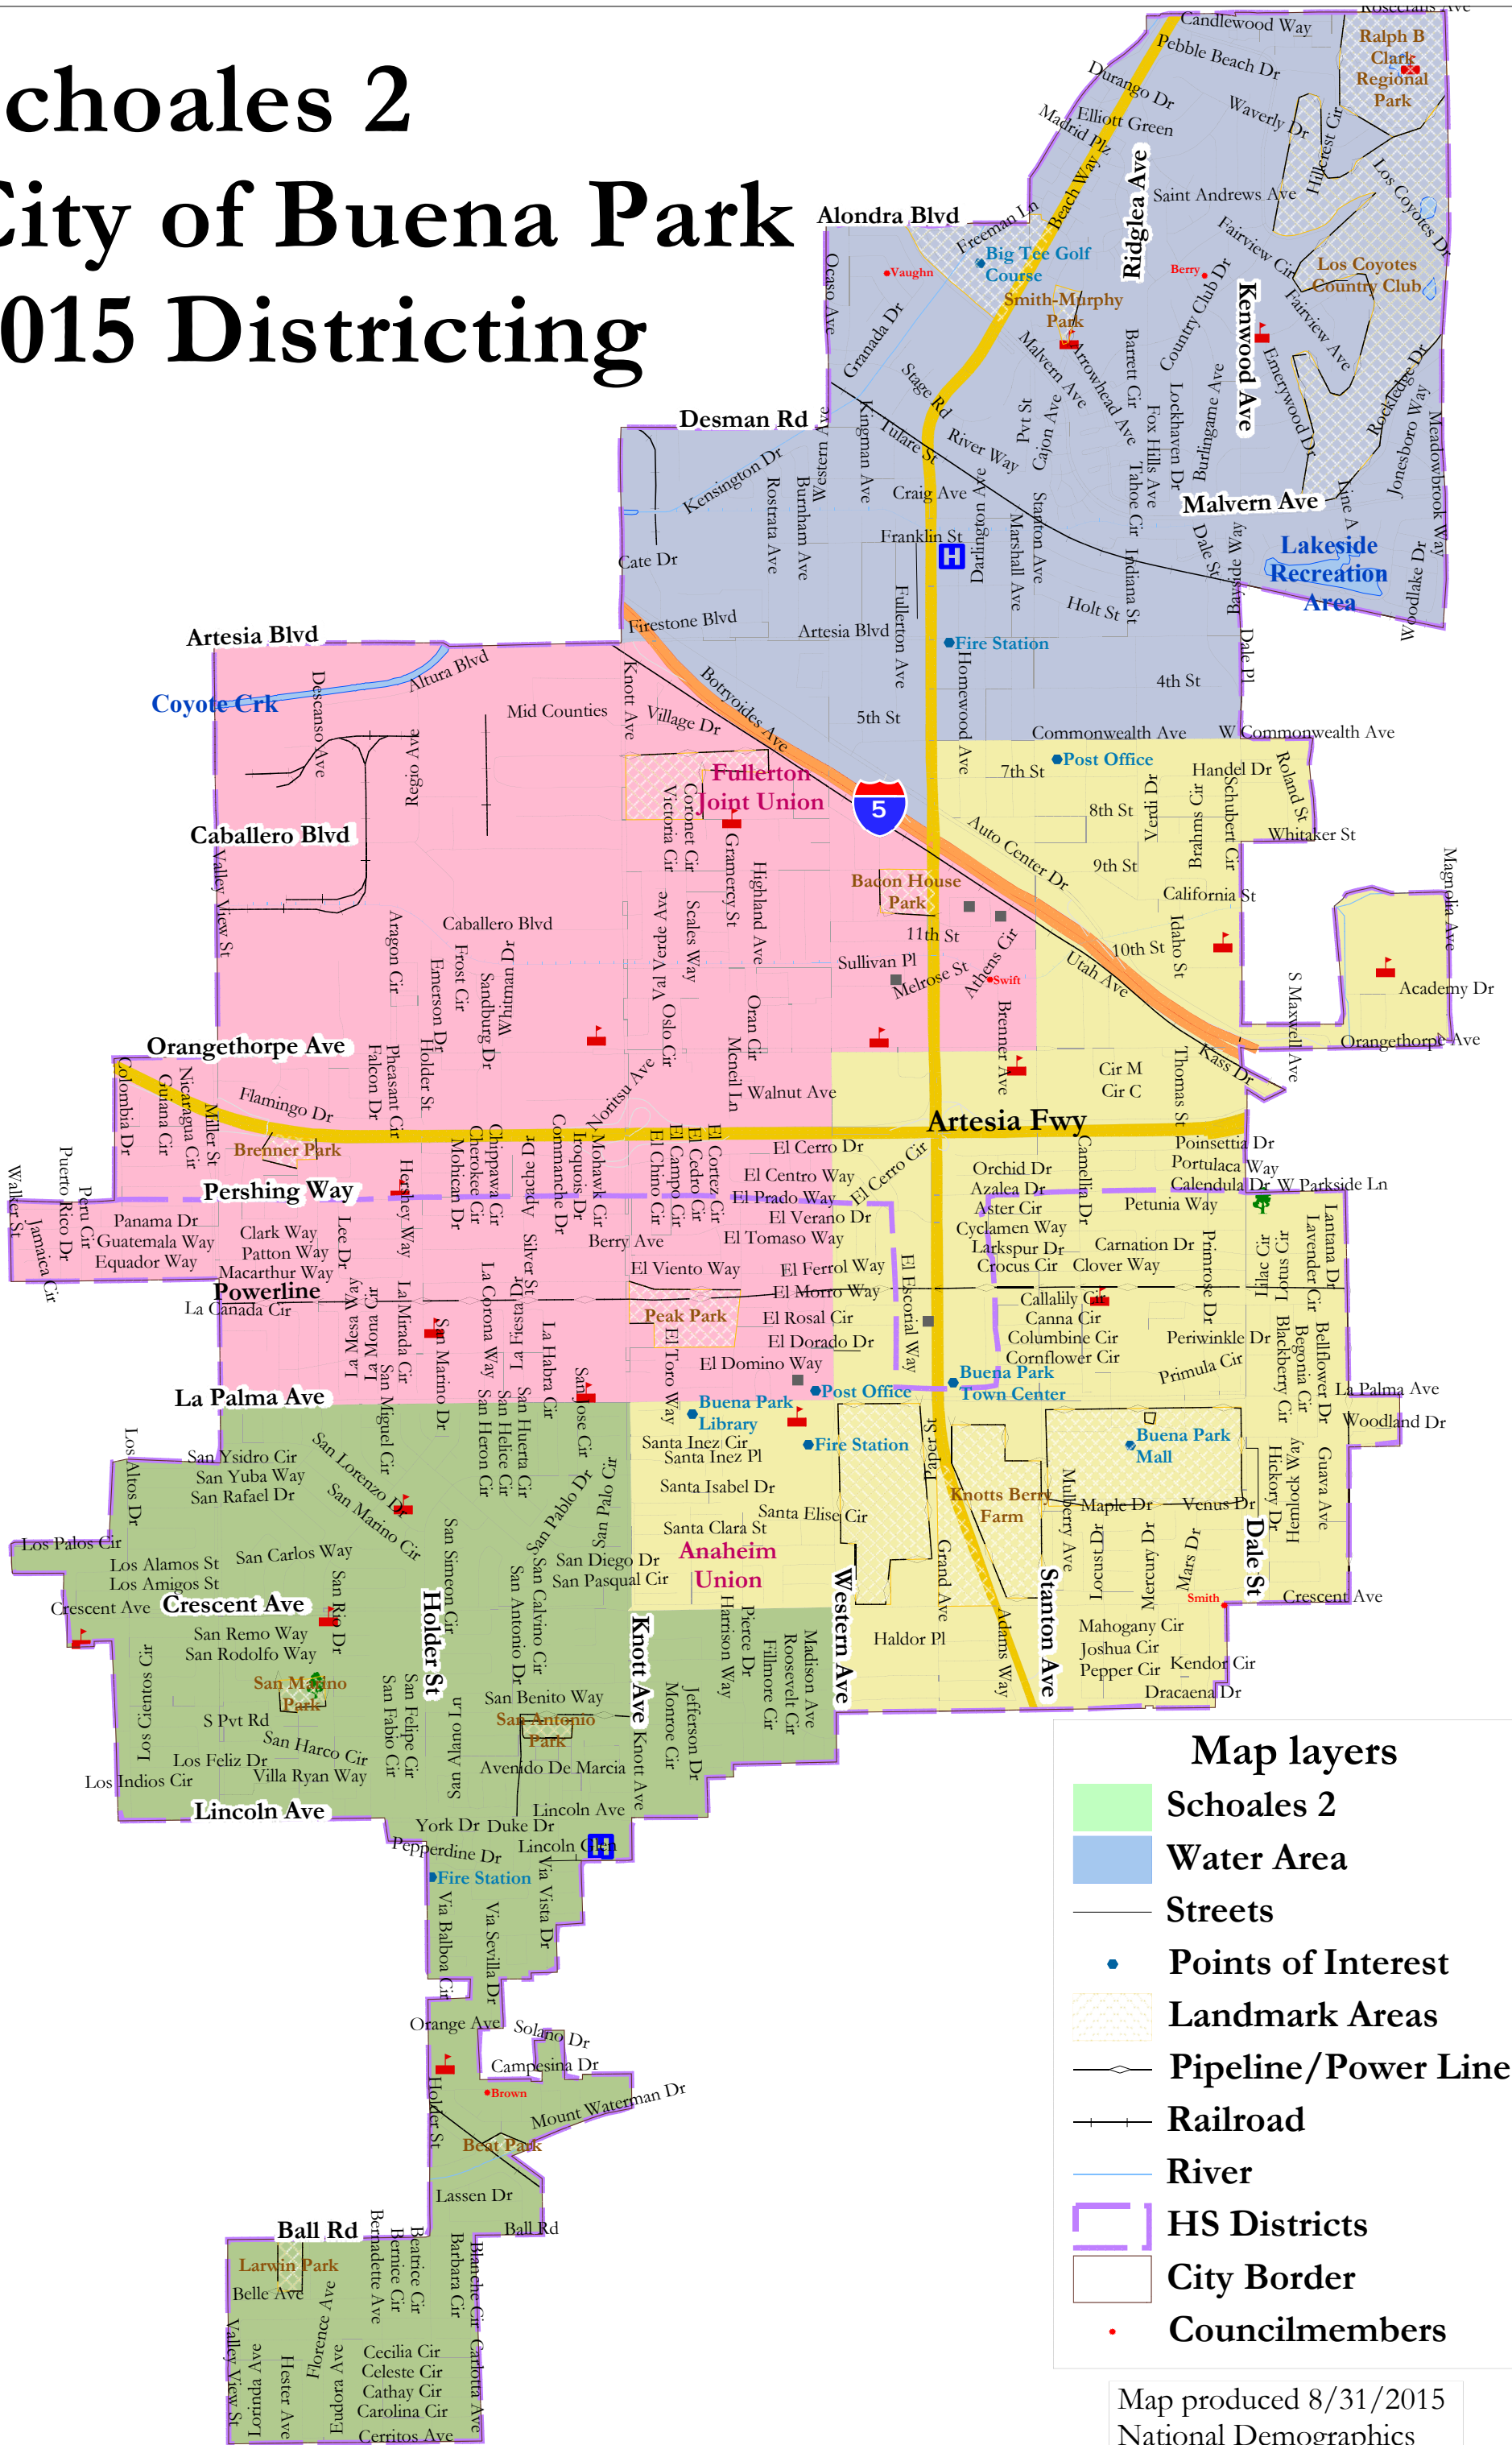 choales 2
City of Buena Park
015 Districting
Rosecrans Ave
Candlewood Way
Ralph B
Clark
Regional
Park
Pebble Beach Dr
Durango Dr
Waverly Dr
Elliott Green
Madrid Plz
Hillcrest Cir
Los Coyotes Dr
Beach Way
Ridglea Ave
Saint Andrews Ave
Alondra Blvd
Freeman Ln
Fairview Cir
Big Tee Golf
Course
Vaughn
Berry
Los Coyotes
Country Club
Ocaso Ave
Smith-Murphy
Park
Country Club Dr
Kenwood Ave
Fairview Ave
Granada Dr
Malvern Ave
Arrowhead Ave
Barrett Cir
Emerywood Dr
Rockledge Dr
Stage Rd
Lockhaven Dr
Burlingame Ave
Jonesboro Way
Meadowbrook Way
Desman Rd
Western Ave
Kingman Ave
Tulare St
River Way
Pvt St
Cajon Ave
Fox Hills Ave
Tahoe Cir
Kensington Dr
Rostrata Ave
Burnham Ave
Craig Ave
Darlington Ave
Stanton Ave
Marshall Ave
Malvern Ave
Line A
Franklin St
H
Dale St
Bayside Way
Lakeside
Recreation
Area
Woodlake Dr
Cate Dr
Indiana St
Holt St
Fullerton Ave
Firestone Blvd
Artesia Blvd
Artesia Blvd
Fire Station
Homewood Ave
Dale Pl
Altura Blvd
Coyote Crk
Descanso Ave
Mid Counties
Knott Ave
Village Dr
Botryoides Ave
4th St
5th St
Commonwealth Ave
W Commonwealth Ave
Regio Ave
Fullerton
Joint Union
Post Office
7th St
Handel Dr
Roland St
Victoria Cir
Coronet Cir
5
8th St
Verdi Dr
Brahms Cir
Schubert Cir
Whitaker St
Caballero Blvd
Valley View St
Gramercy St
Highland Ave
Auto Center Dr
9th St
Magnolia Ave
Bacon House
Park
California St
Caballero Blvd
Val Verde Ave
Scales Way
11th St
10th St
Idaho St
Aragon Cir
Frost Cir
Emerson Dr
Sandburg Dr
Whitman Dr
Sullivan Pl
Melrose St
Athens Cir
Swift
Utah Ave
Academy Dr
S Maxwell Ave
Oslo Cir
Oran Cir
Brenner Ave
Orangethorpe Ave
Orangethorpe Ave
Colombia Dr
Guiana Cir
Nicaragua Cir
Miller St
Flamingo Dr
Falcon Dr
Pheasant Cir
Holder St
Mcneil Ln
Noritsu Ave
Walnut Ave
Cir M
Cir C
Thomas St
Kass Dr
Artesia Fwy
Brenner Park
Mohican Dr
Cherokee Cir
Chippawa Cir
Apache Dr
Commanche Dr
Iroquois Dr
Mohawk Cir
El Chino Cir
El Campo Cir
El Cedro Cir
El Cortez Cir
El Cerro Dr
El Cerro Cir
Poinsettia Dr
Camellia Dr
Orchid Dr
Portulaca Way
Walker St
Puerto Rico Dr
Peru Cir
Pershing Way
Hershey Way
El Centro Way
Azalea Dr
Calendula Dr
W Parkside Ln
El Prado Way
Aster Cir
Petunia Way
Jamaica Cir
Panama Dr
Clark Way
Lee Dr
El Verano Dr
Cyclamen Way
Guatemala Way
Patton Way
Berry Ave
El Tomaso Way
Larkspur Dr
Carnation Dr
Primrose Dr
Lilac Cir
Lotus Cir
Lavender Cir
Lantana Dr
Equador Way
Macarthur Way
Silver St
El Viento Way
El Ferrol Way
El Escorial Way
Crocus Cir
Clover Way
Powerline
El Morro Way
La Canada Cir
La Mesa Way
La Mona Cir
La Mirada Cir
La Corona Way
La Fiesta Dr
Peak Park
El Rosal Cir
Callalily Cir
Canna Cir
San Marino Dr
La Habra Cir
El Toro Way
El Dorado Dr
Columbine Cir
Periwinkle Dr
Blackberry Cir
Begonia Cir
Bellflower Dr
El Domino Way
Cornflower Cir
Primula Cir
La Palma Ave
San Miguel Cir
San Jose Cir
Post Office
Buena Park
Town Center
La Palma Ave
Buena Park
Library
Woodland Dr
Los Altos Dr
San Heron Cir
San Helice Cir
San Huerta Cir
San Lorenzo Dr
Santa Inez Cir
Fire Station
Paper St
Buena Park
Mall
San Ysidro Cir
Santa Inez Pl
San Yuba Way
San Rafael Dr
San Marino Cir
San Pablo Dr
San Palo Cir
Santa Isabel Dr
Knotts Berry
Farm
Mulberry Ave
Maple Dr
Venus Dr
Hickory Dr
Hemlock Way
Guava Ave
Santa Elise Cir
Los Palos Cir
Santa Clara St
San Simeon Cir
Dale St
Los Alamos St
San Carlos Way
San Diego Dr
Anaheim
Union
Grand Ave
Locust Dr
Mercury Dr
Mars Dr
Los Amigos St
San Pasqual Cir
Crescent Ave
Crescent Ave
San Rio Dr
Holder St
San Antonio Dr
San Calvino Cir
Knott Ave
Western Ave
Stanton Ave
Smith
Crescent Ave
San Remo Way
Harrison Way
Pierce Dr
Fillmore Cir
Roosevelt Cir
Madison Ave
Haldor Pl
Adams Way
Mahogany Cir
San Rodolfo Way
Joshua Cir
Los Gientos Cir
San Marino
Park
San Fabio Cir
San Felipe Cir
San Alano Ln
San Benito Way
Monroe Cir
Jefferson Dr
Pepper Cir
Kendor Cir
Dracaena Dr
S Pvt Rd
San Antonio
Park
Los Feliz Dr
San Harco Cir
Knott Ave
Los Indios Cir
Villa Ryan Way
Avenido De Marcia
Lincoln Ave
Lincoln Ave
York Dr
Duke Dr
Pepperdine Dr
Lincoln Glen
H
Fire Station
Via Balboa Cir
Via Sevilla Dr
Via Vista Dr
Orange Ave
Solano Dr
Campesina Dr
Brown
Holder St
Mount Waterman Dr
Beat Park
Lassen Dr
Ball Rd
Ball Rd
Larwin Park
Belle Ave
Bernadette Ave
Bernice Cir
Beatrice Cir
Barbara Cir
Blanche Cir
Valley View St
Lorinda Ave
Hester Ave
Florence Ave
Eudora Ave
Cecilia Cir
Celeste Cir
Cathay Cir
Carolina Cir
Cerritos Ave
Carlotta Ave
Map layers
Schoales 2
Water Area
Streets
Points of Interest
Landmark Areas
Pipeline/Power Line
Railroad
River
HS Districts
City Border
Councilmembers
Map produced 8/31/2015
National Demographics